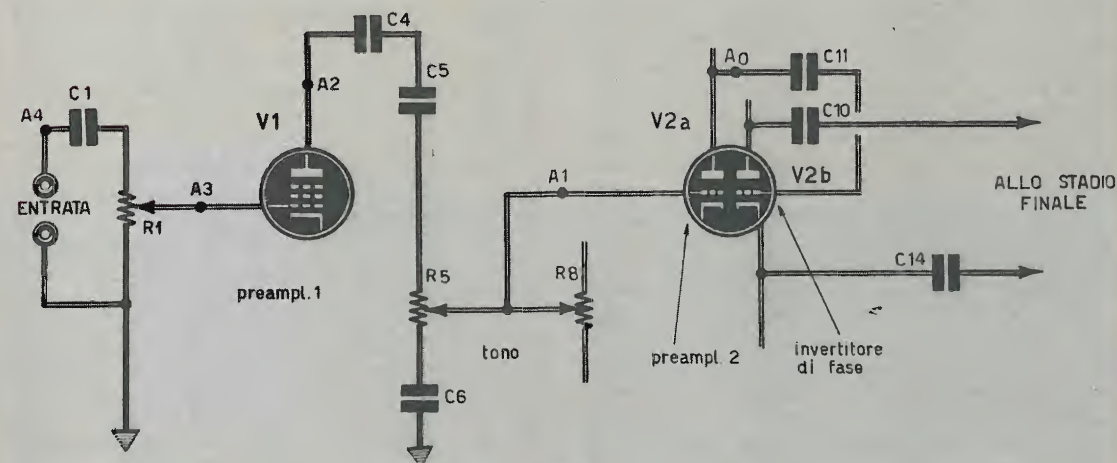 C4
C11
A0
C5
C1
A2
A4
V1
C10
V2a
V2b
A3
A1
ALLO STADIO
FINALE
ENTRATA
R1
C14
R5
R8
preampl.1
tono
preampl. 2
invertitore
di fase
C6